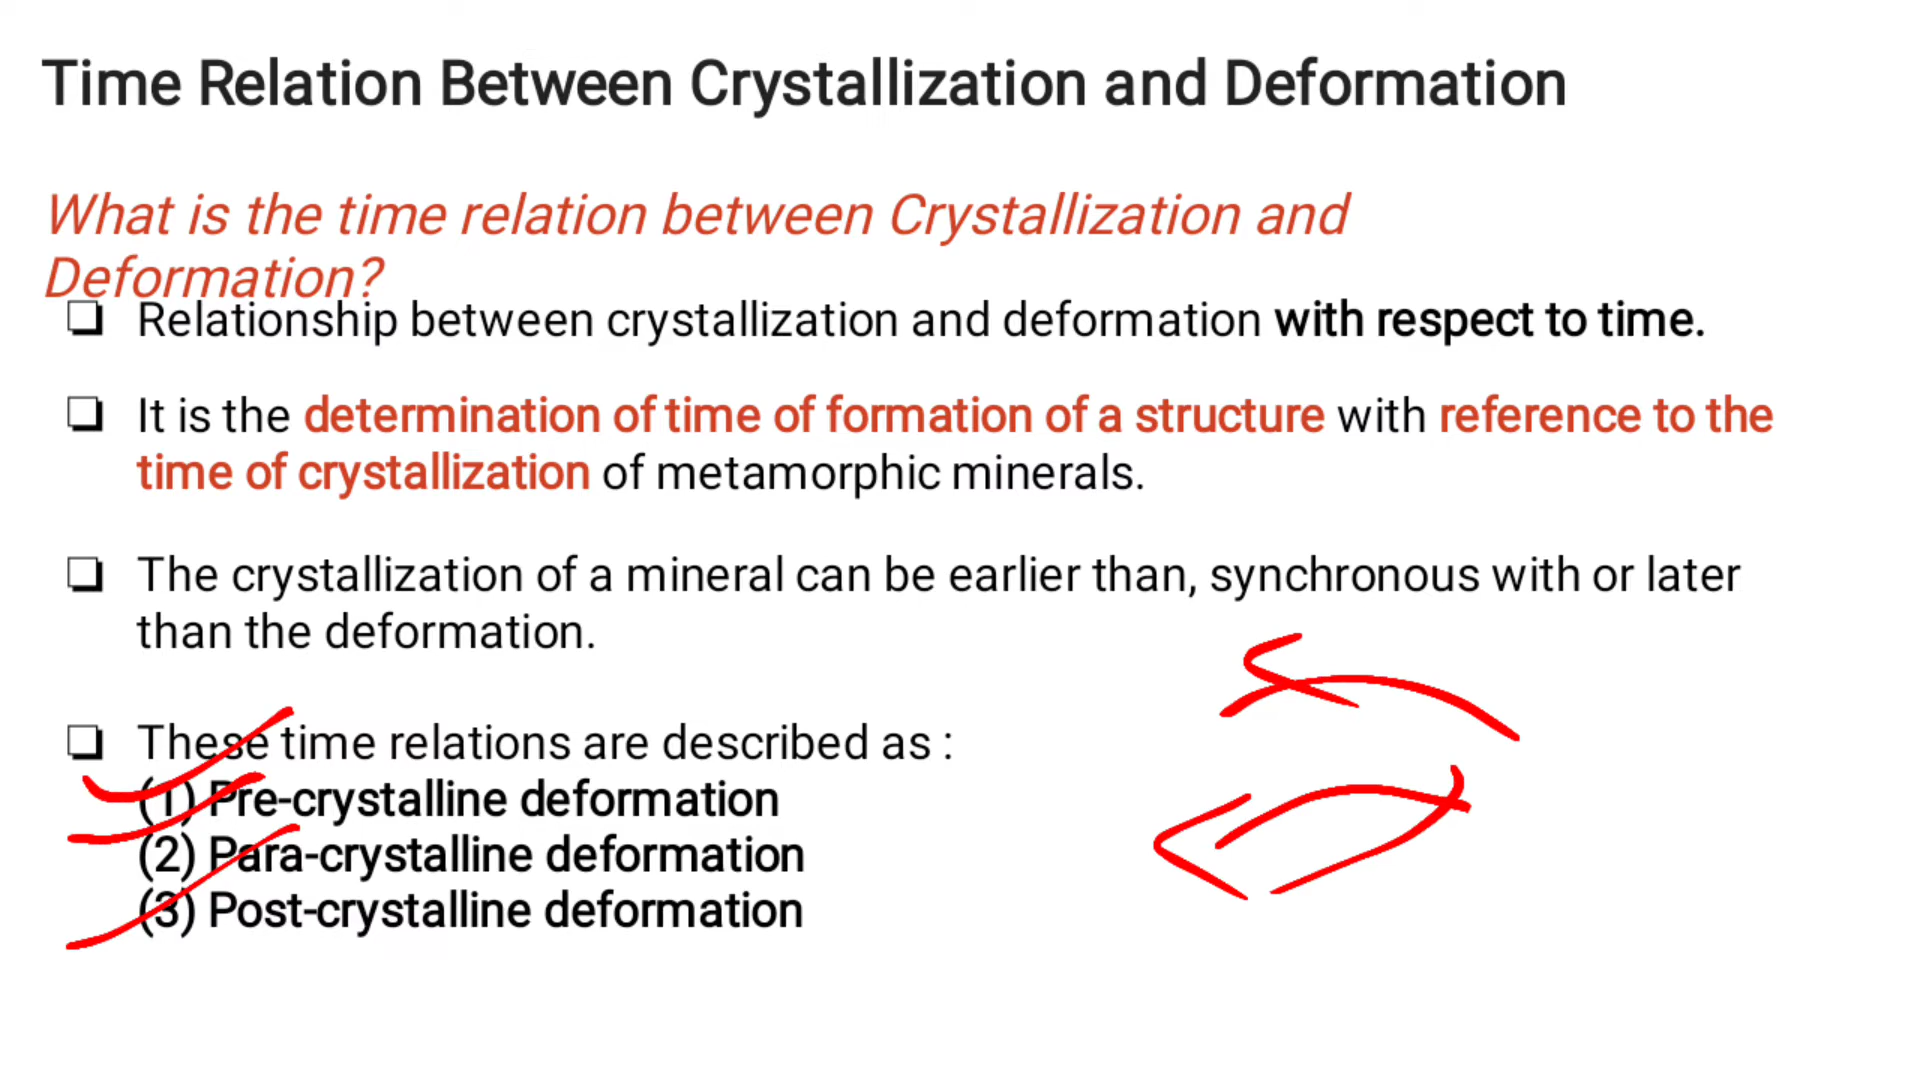 Time Relation Between Crystallization and Deformation
What is the time relation between Crystallization and
Deformation?
❏ Relationship between crystallization and deformation with respect to time.
❏ It is the determination of time of formation of a structure with reference to the
time of crystallization of metamorphic minerals.
❏ The crystallization of a mineral can be earlier than, synchronous with or later
than the deformation.
❏ These time relations are described as :
(1) Pre-crystalline deformation
(2) Para-crystalline deformation
(3) Post-crystalline deformation